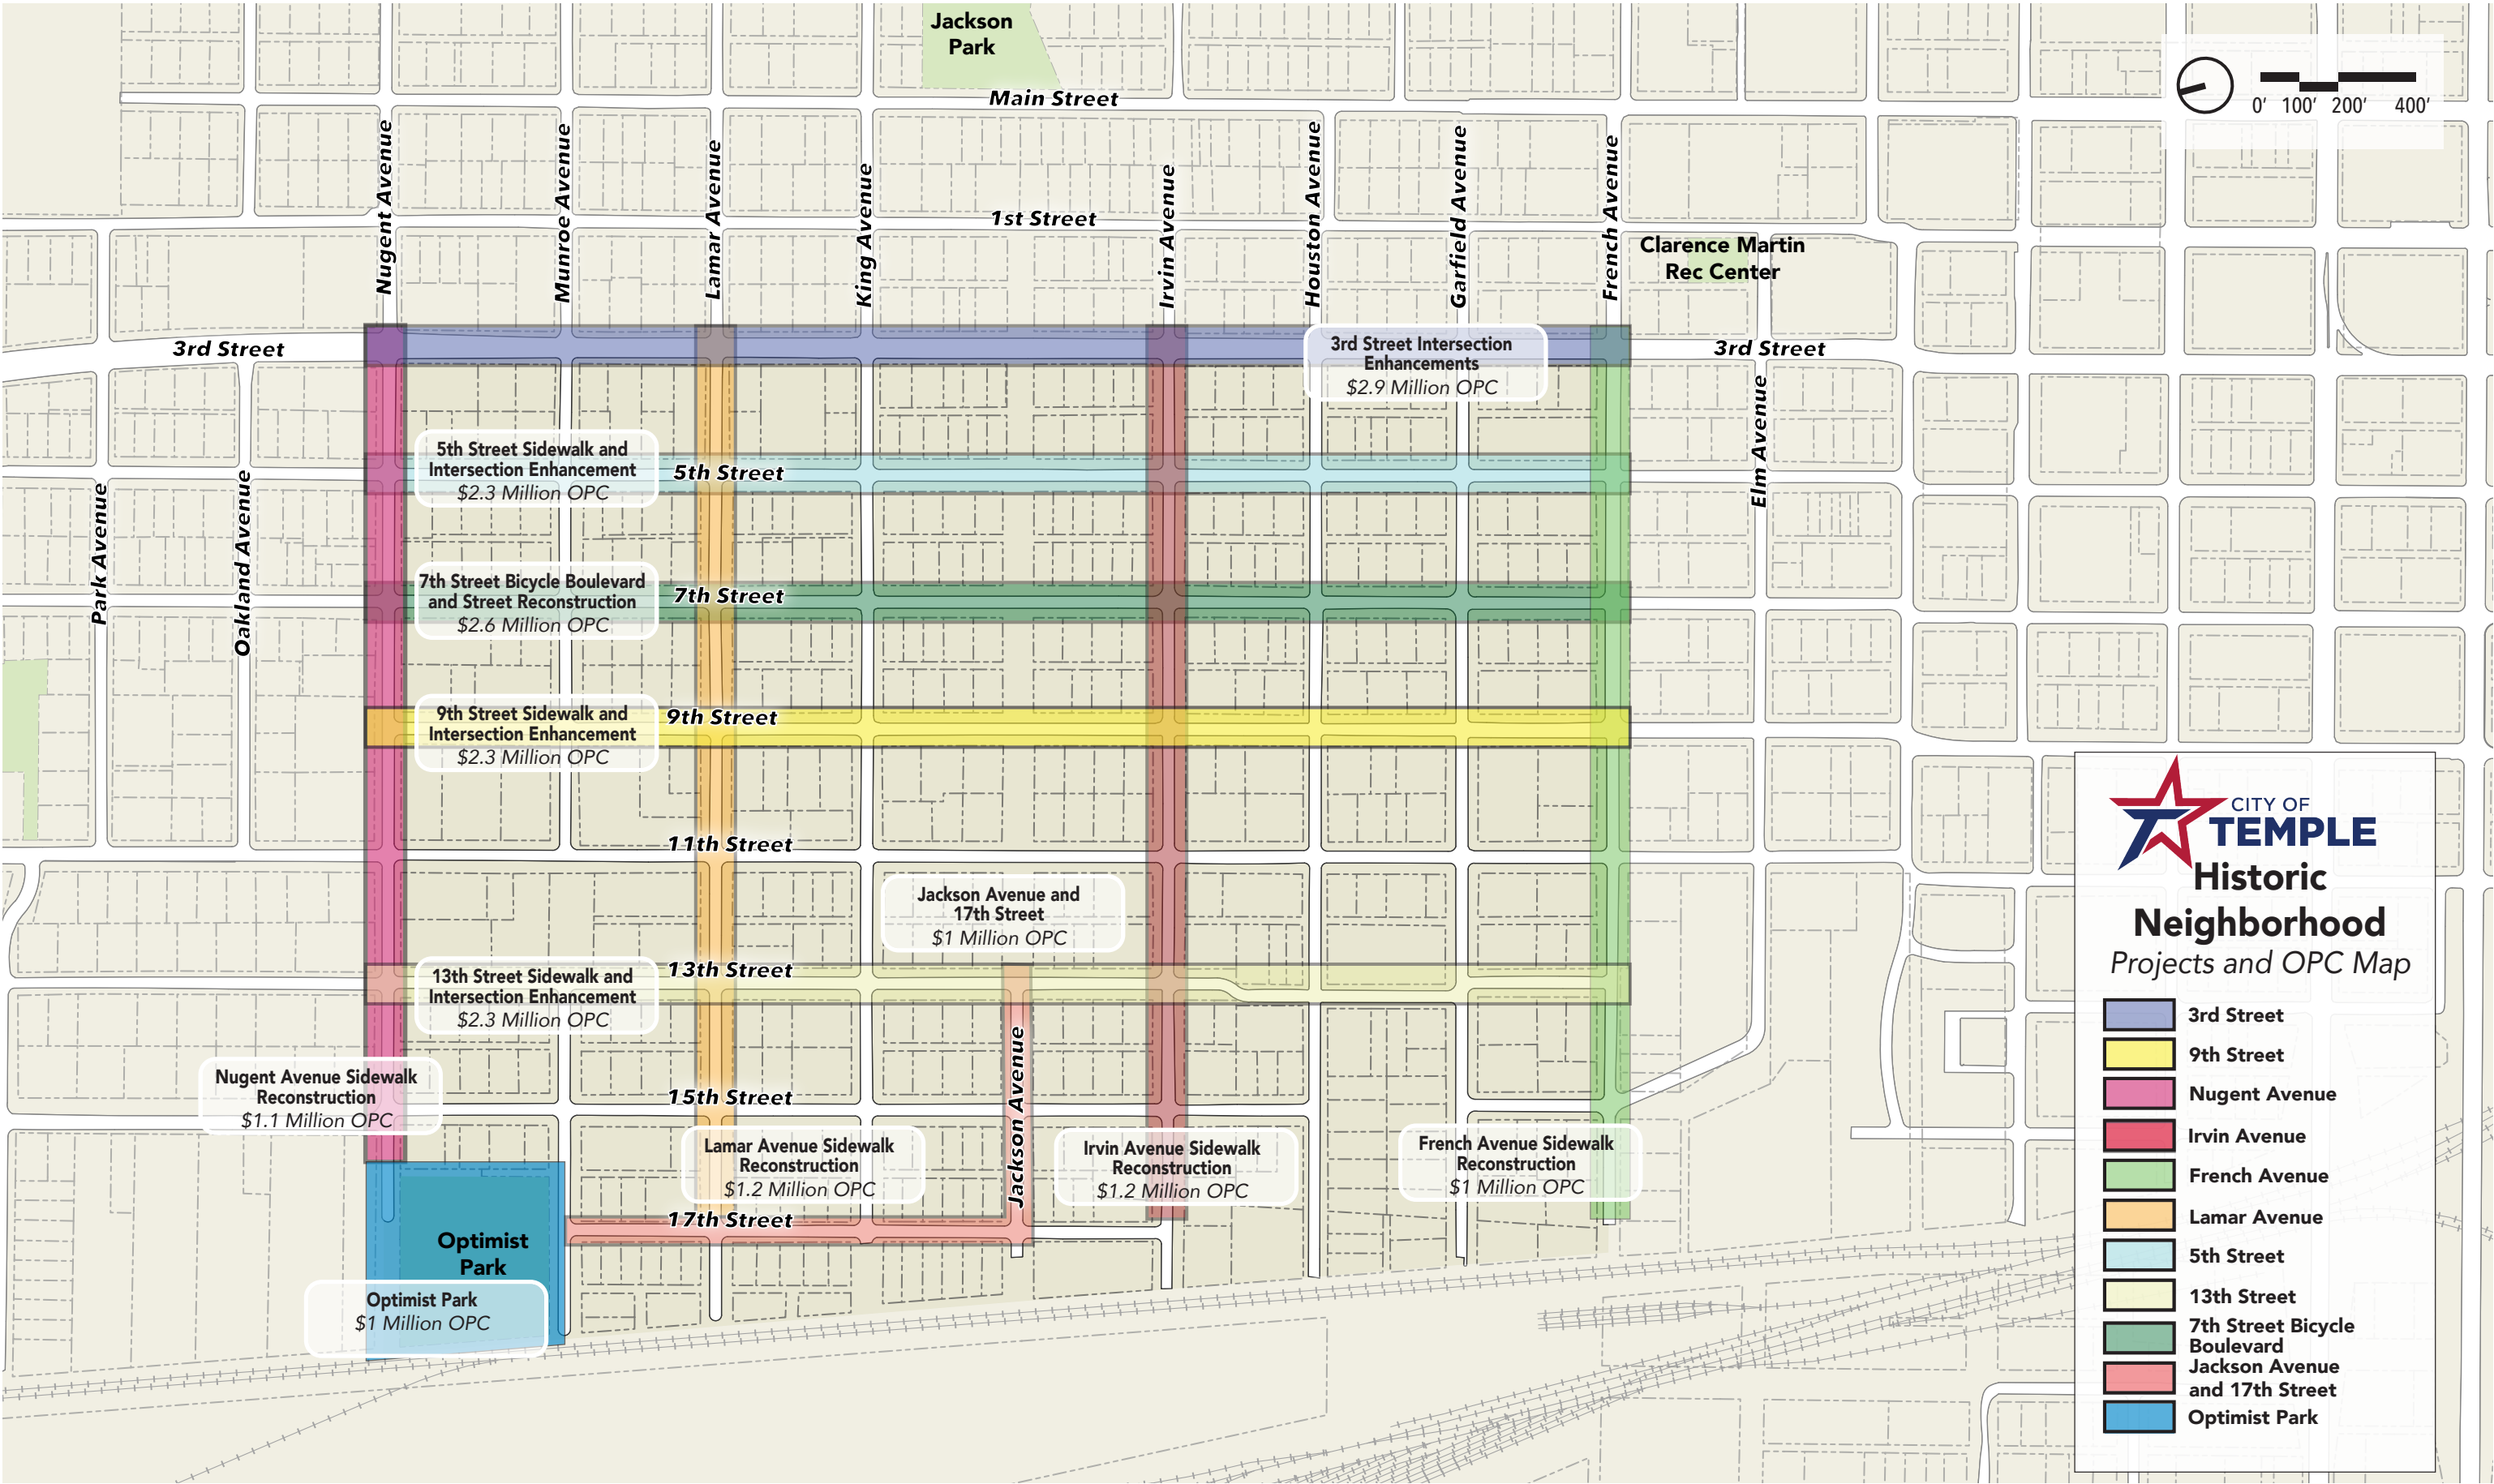 Jackson
Park
Main Street
0' 100' 200' 400'
Nugent Avenue
Munroe Avenue
Lamar Avenue
King Avenue
1st Street
Irvin Avenue
Houston Avenue
Garfield Avenue
French Avenue
Clarence Martin
Rec Center
3rd Street
3rd Street Intersection
Enhancements
$2.9 Million OPC
3rd Street
Elm Avenue
5th Street Sidewalk and
Intersection Enhancement
$2.3 Million OPC
5th Street
Park Avenue
Oakland Avenue
7th Street Bicycle Boulevard
and Street Reconstruction
$2.6 Million OPC
7th Street
9th Street Sidewalk and
Intersection Enhancement
$2.3 Million OPC
9th Street
11th Street
Jackson Avenue and
17th Street
$1 Million OPC
13th Street Sidewalk and
Intersection Enhancement
$2.3 Million OPC
13th Street
Nugent Avenue Sidewalk
Reconstruction
$1.1 Million OPC
15th Street
Jackson Avenue
Lamar Avenue Sidewalk
Reconstruction
$1.2 Million OPC
Irvin Avenue Sidewalk
Reconstruction
$1.2 Million OPC
French Avenue Sidewalk
Reconstruction
$1 Million OPC
17th Street
Optimist
Park
Optimist Park
$1 Million OPC
CITY OF
TEMPLE
Historic
Neighborhood
Projects and OPC Map
3rd Street
9th Street
Nugent Avenue
Irvin Avenue
French Avenue
Lamar Avenue
5th Street
13th Street
7th Street Bicycle
Boulevard
Jackson Avenue
and 17th Street
Optimist Park